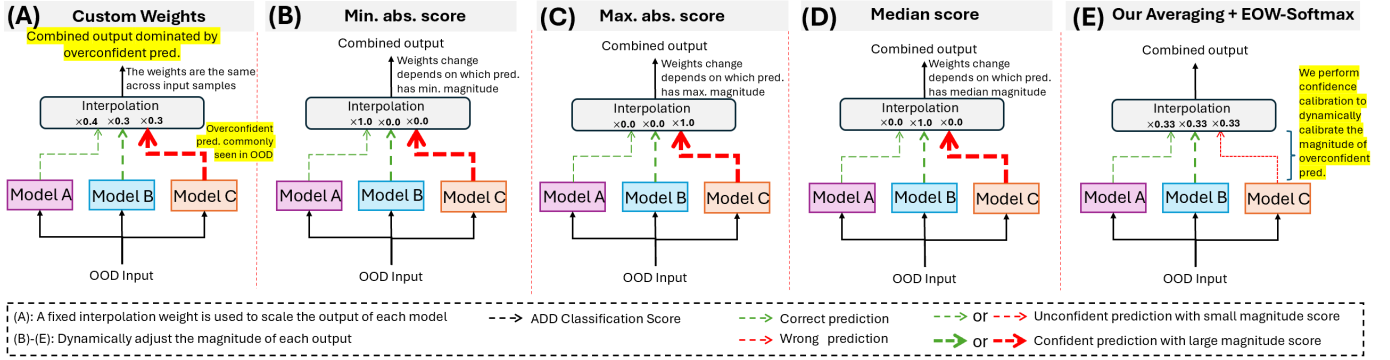 (A) Custom Weights
Combined output dominated by
overconfident pred.
The weights are the same
across input samples
Interpolation
×0.4 ×0.3 ×0.3
Overconfident
pred. commonly
seen in OOD
Model A Model B Model C
OOD Input
(B) Min. abs. score
Combined output
Weights change
depends on which pred.
has min. magnitude
Interpolation
×1.0 ×0.0 ×0.0
Model A Model B Model C
OOD Input
(C) Max. abs. score
Combined output
Weights change
depends on which pred.
has max. magnitude
Interpolation
×0.0 ×0.0 ×1.0
Model A Model B Model C
OOD Input
(D) Median score
Combined output
Weights change
depends on which pred.
has median magnitude
Interpolation
×0.0 ×1.0 ×0.0
Model A Model B Model C
OOD Input
(E) Our Averaging + EOW-Softmax
Combined output
We perform
confidence
calibration to
dynamically
calibrate the
magnitude of
overconfident
pred.
Interpolation
×0.33 ×0.33 ×0.33
Model A Model B Model C
OOD Input
(A): A fixed interpolation weight is used to scale the output of each model
(B)-(E): Dynamically adjust the magnitude of each output
ADD Classification Score
Correct prediction
Wrong prediction
or Unconfident prediction with small magnitude score
or Confident prediction with large magnitude score